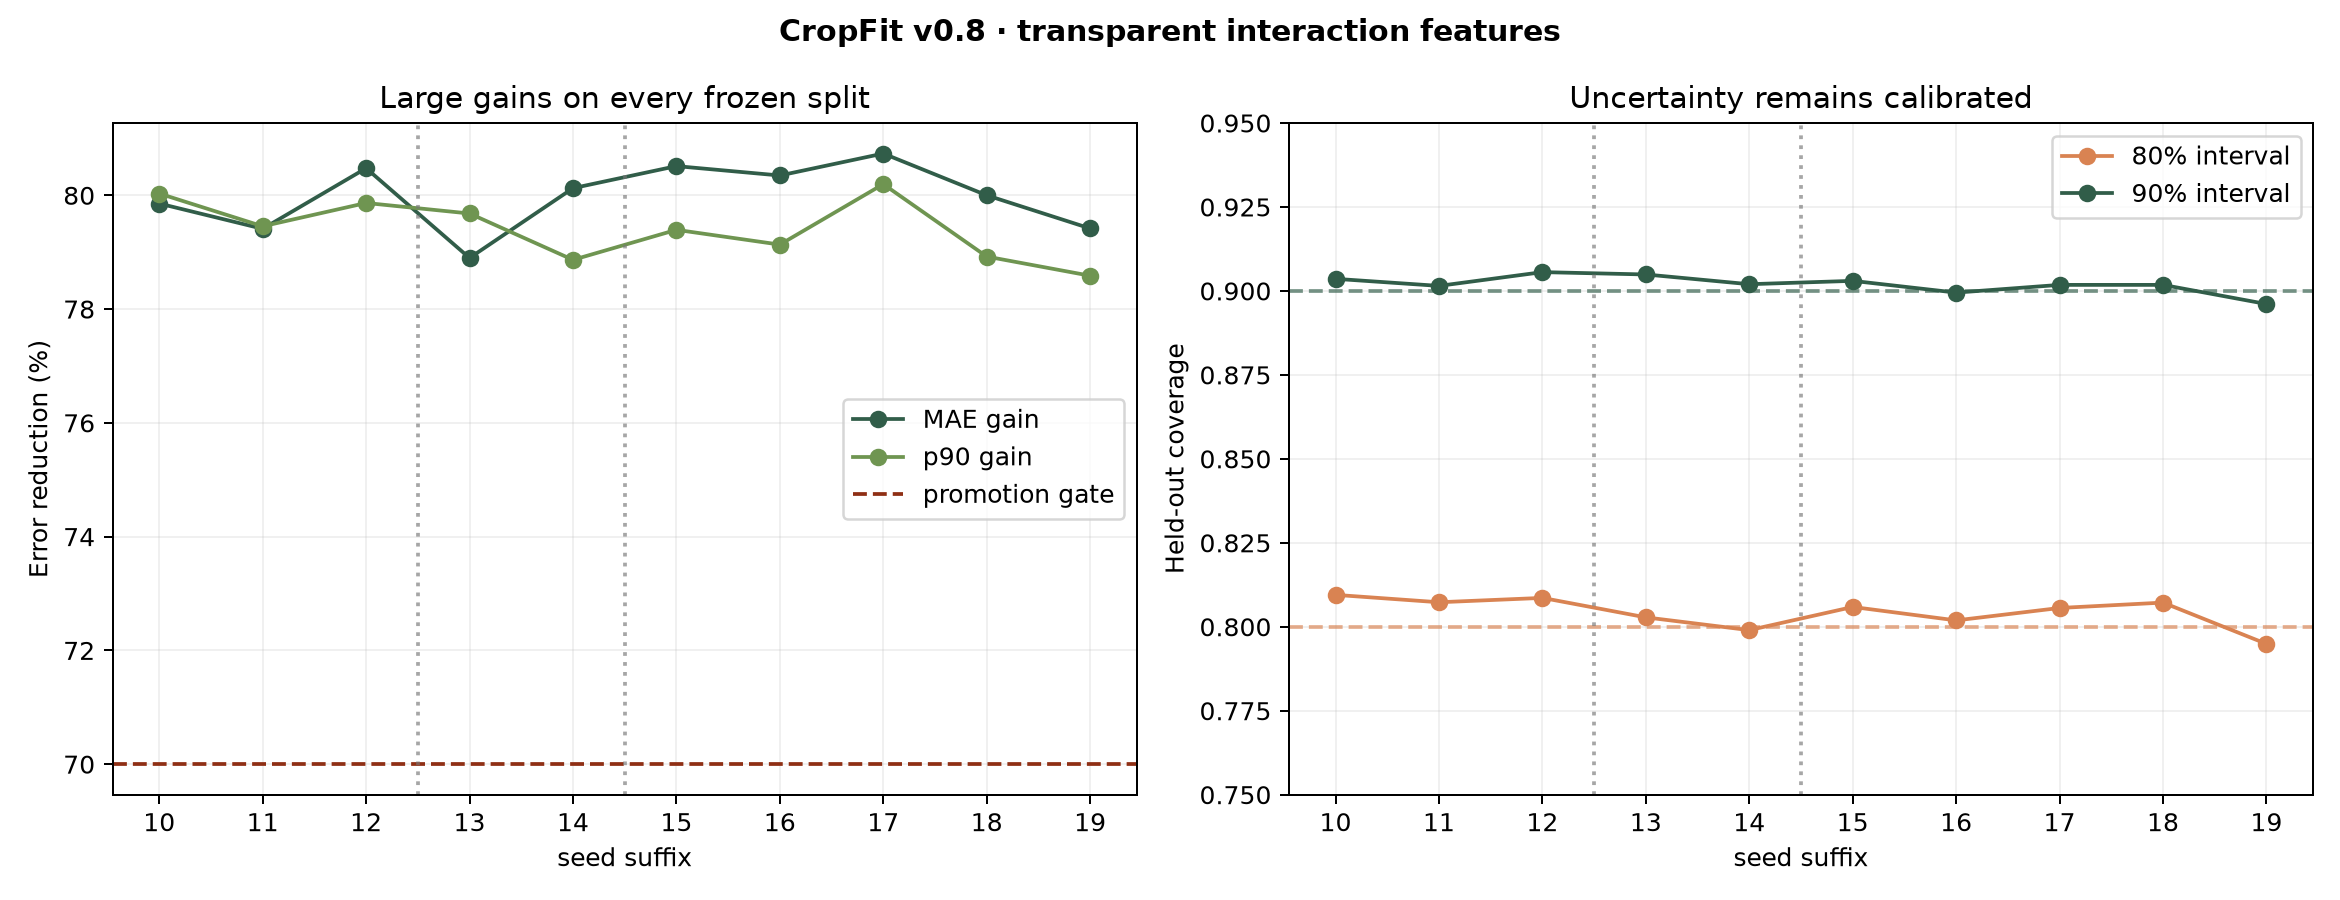 CropFit v0.8 · transparent interaction features
Large gains on every frozen split
Error reduction (%)
80
78
76
74
72
70
MAE gain
p90 gain
promotion gate
10 11 12 13 14 15 16 17 18 19
seed suffix
Uncertainty remains calibrated
Held-out coverage
0.950
0.925
0.900
0.875
0.850
0.825
0.800
0.775
0.750
80% interval
90% interval
10 11 12 13 14 15 16 17 18 19
seed suffix